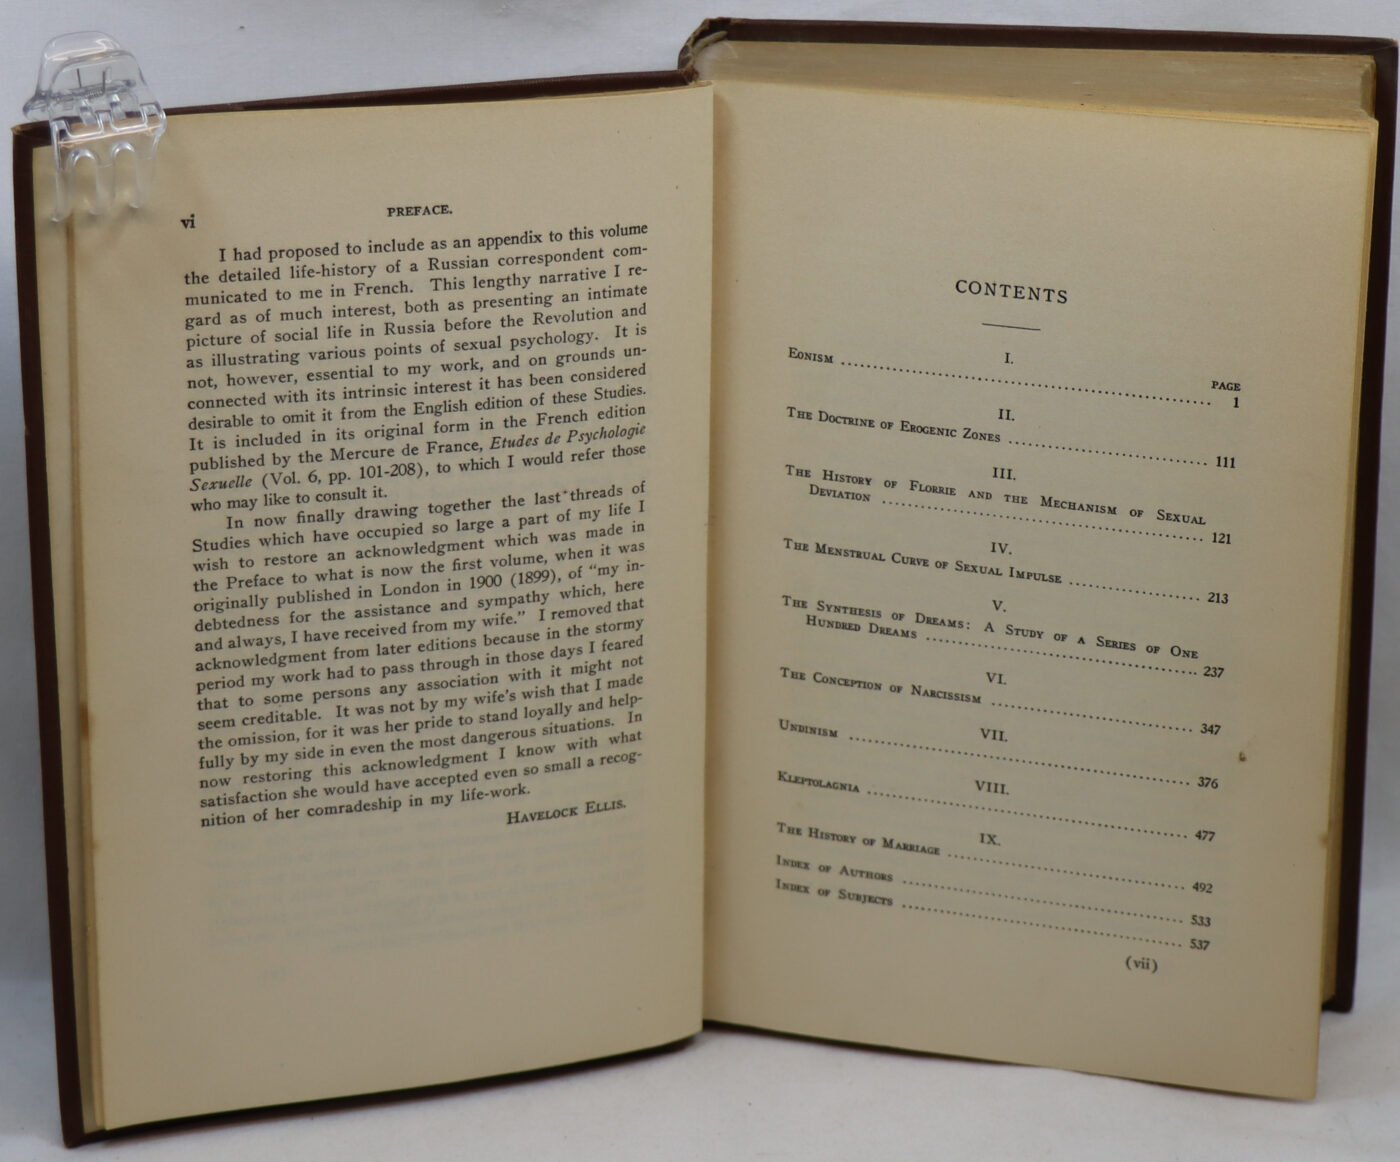 vi
PREFACE.
I had proposed to include as an appendix to this volume
the detailed life-history of a Russian correspondent com-
municated to me in French. This lengthy narrative I re-
gard as of much interest, both as presenting an intimate
picture of social life in Russia before the Revolution and
as illustrating various points of sexual psychology. It is
not, however, essential to my work, and on grounds un-
connected with its intrinsic interest it has been considered
desirable to omit it from the English edition of these Studies.
It is included in its original form in the French edition
published by the Mercure de France, Etudes de Psychologie
Sexuelle (Vol. 6, pp. 101-208), to which I would refer those
who may like to consult it.
In now finally drawing together the last threads of
Studies which have occupied so large a part of my life I
wish to restore an acknowledgment which was made in
the Preface to what is now the first volume, when it was
originally published in London in 1900 (1899), of "my in-
debtedness for the assistance and sympathy which, here
and always, I have received from my wife." I removed that
acknowledgment from later editions because in the stormy
period my work had to pass through in those days I feared
that to some persons any association with it might not
seem creditable. It was not by my wife's wish that I made
the omission, for it was her pride to stand loyally and help-
fully by my side in even the most dangerous situations. In
now restoring this acknowledgment I know with what
satisfaction she would have accepted even so small a recog-
nition of her comradeship in my life-work.
HAVELOCK ELLIS.
CONTENTS
I.
PAGE
EONISM 1
II.
THE DOCTRINE OF EROGENIC ZONES 111
III.
THE HISTORY OF FLORRIE AND THE MECHANISM OF SEXUAL
DEVIATION 121
IV.
THE MENSTRUAL CURVE OF SEXUAL IMPULSE 213
V.
THE SYNTHESIS OF DREAMS: A STUDY OF A SERIES OF ONE
HUNDRED DREAMS 237
VI.
THE CONCEPTION OF NARCISSISM 347
VII.
UNDINISM 376
VIII.
KLEPTOLAGNIA 477
IX.
THE HISTORY OF MARRIAGE 492
INDEX OF AUTHORS 533
INDEX OF SUBJECTS 537
(vii)